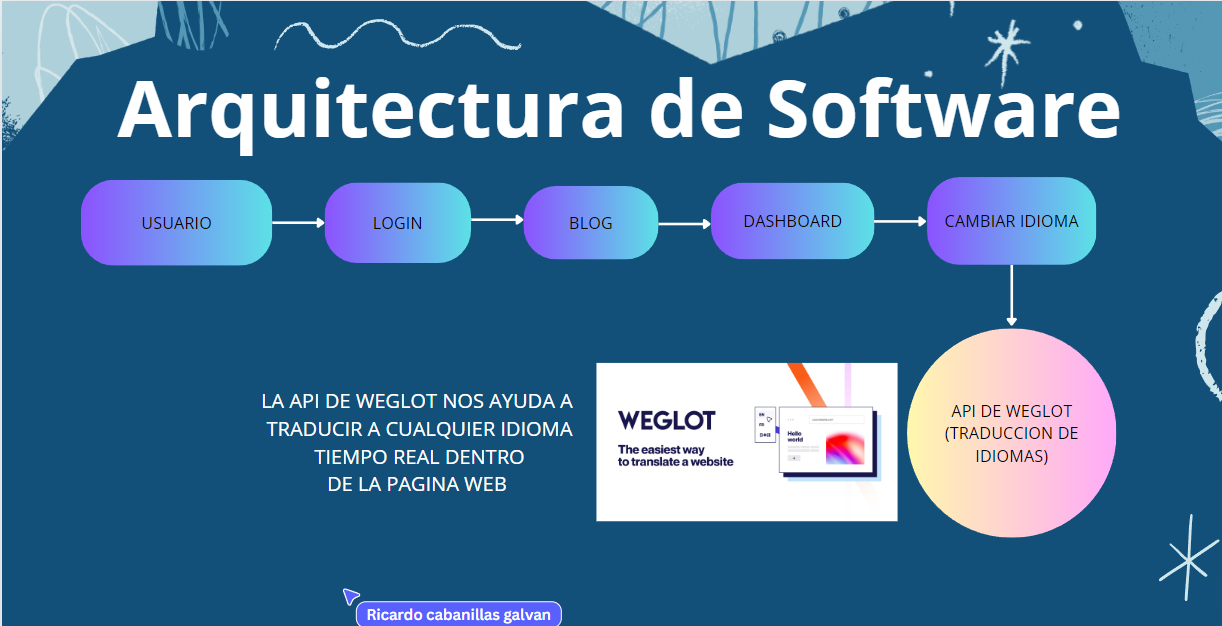 Arquitectura de Software
USUARIO
LOGIN
BLOG
DASHBOARD
CAMBIAR IDIOMA
LA API DE WEGLOT NOS AYUDA A
TRADUCIR A CUALQUIER IDIOMA
TIEMPO REAL DENTRO
DE LA PAGINA WEB
WEGLOT
The easiest way
to translate a website
Hello
world
API DE WEGLOT
(TRADUCCION DE
IDIOMAS)
Ricardo cabanillas galvan